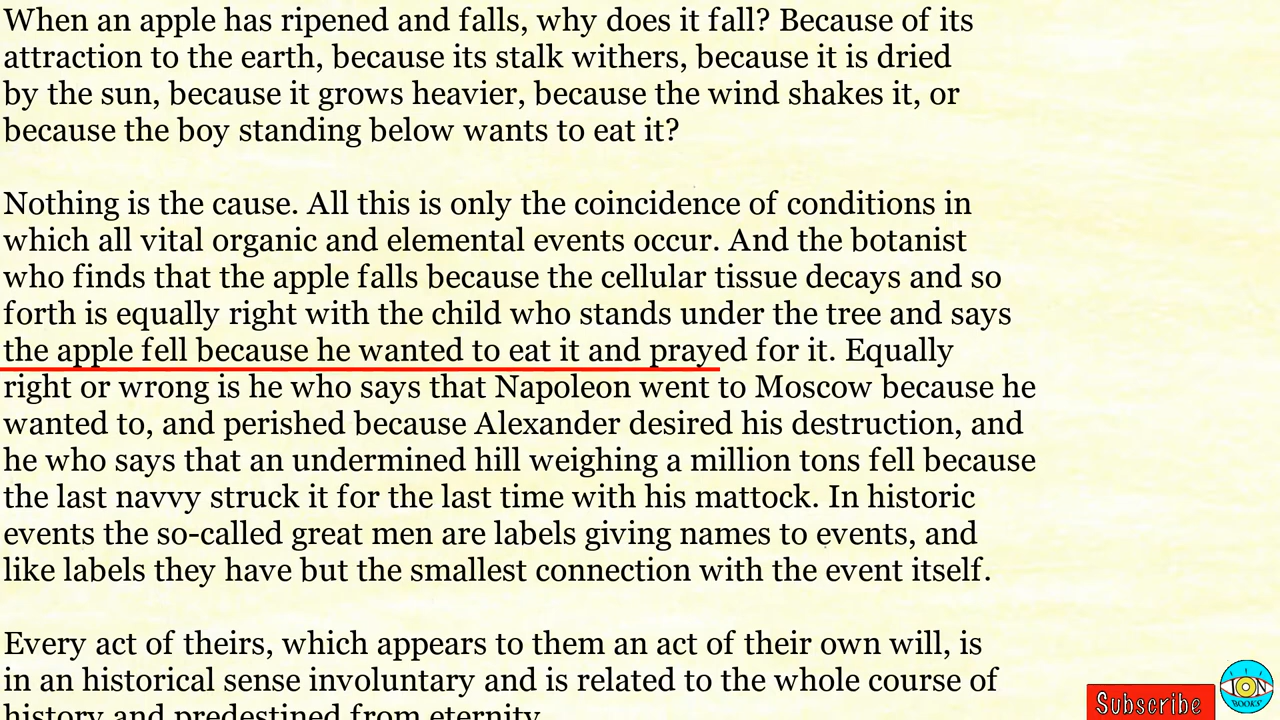 When an apple has ripened and falls, why does it fall? Because of its
attraction to the earth, because its stalk withers, because it is dried
by the sun, because it grows heavier, because the wind shakes it, or
because the boy standing below wants to eat it?
Nothing is the cause. All this is only the coincidence of conditions in
which all vital organic and elemental events occur. And the botanist
who finds that the apple falls because the cellular tissue decays and so
forth is equally right with the child who stands under the tree and says
the apple fell because he wanted to eat it and prayed for it. Equally
right or wrong is he who says that Napoleon went to Moscow because he
wanted to, and perished because Alexander desired his destruction, and
he who says that an undermined hill weighing a million tons fell because
the last navvy struck it for the last time with his mattock. In historic
events the so-called great men are labels giving names to events, and
like labels they have but the smallest connection with the event itself.
Every act of theirs, which appears to them an act of their own will, is
in an historical sense involuntary and is related to the whole course of
history and predestined from eternity.
Subscribe
ION
BOOKS